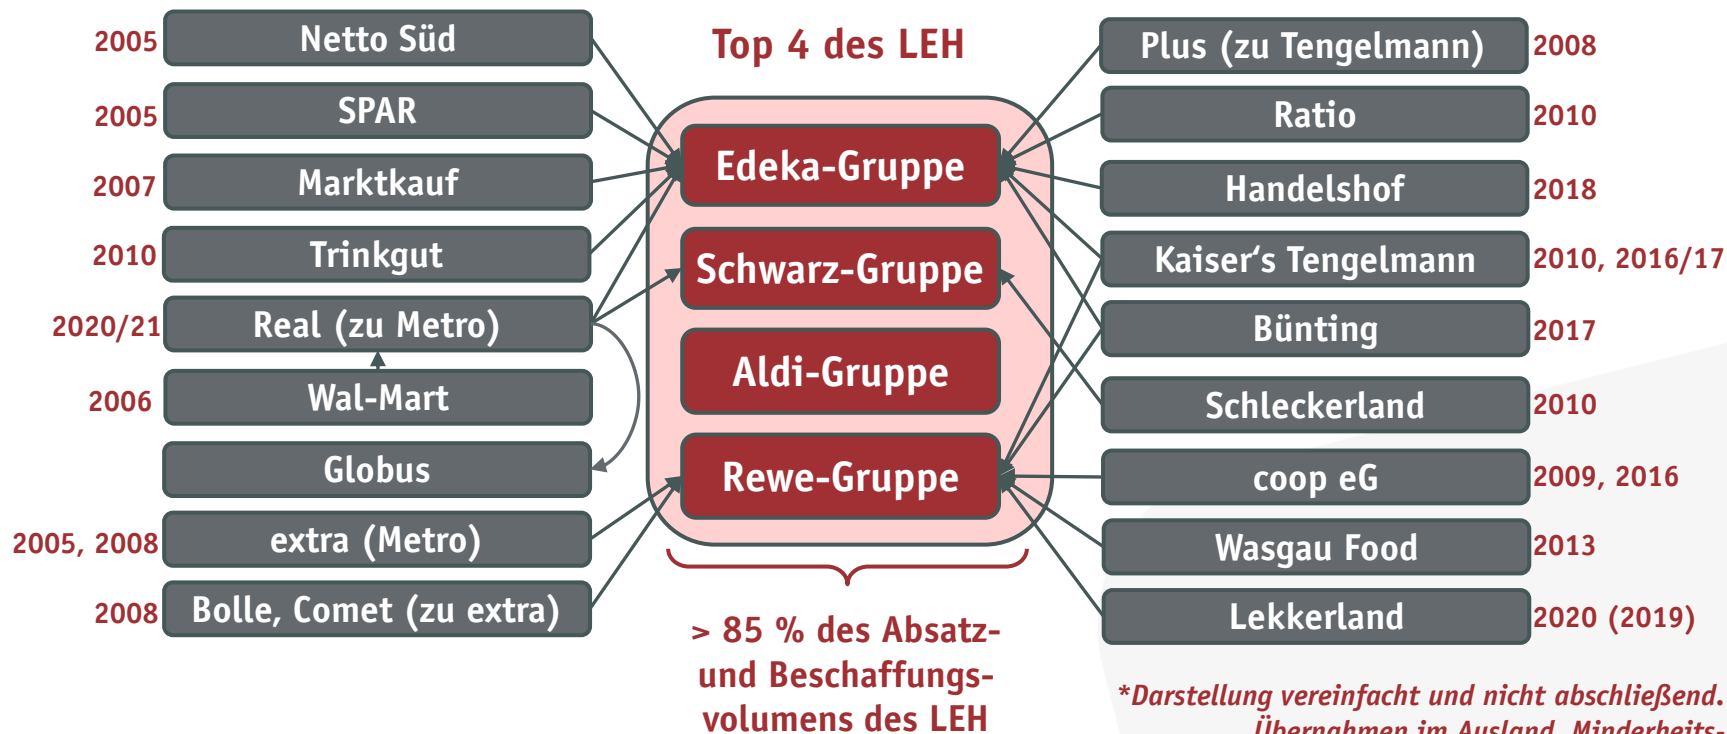 Top 4 des LEH
2005 Netto Süd
2005 SPAR
2007 Marktkauf
2010 Trinkgut
2020/21 Real (zu Metro)
2006 Wal-Mart
Globus
2005, 2008 extra (Metro)
2008 Bolle, Comet (zu extra)
Edeka-Gruppe
Schwarz-Gruppe
Aldi-Gruppe
Rewe-Gruppe
> 85 % des Absatz-
und Beschaffungs-
volumens des LEH
Plus (zu Tengelmann) 2008
Ratio 2010
Handelshof 2018
Kaiser‘s Tengelmann 2010, 2016/17
Bünting 2017
Schleckerland 2010
coop eG 2009, 2016
Wasgau Food 2013
Lekkerland 2020 (2019)
*Darstellung vereinfacht und nicht abschließend.
Übernahmen im Ausland, Minderheits-